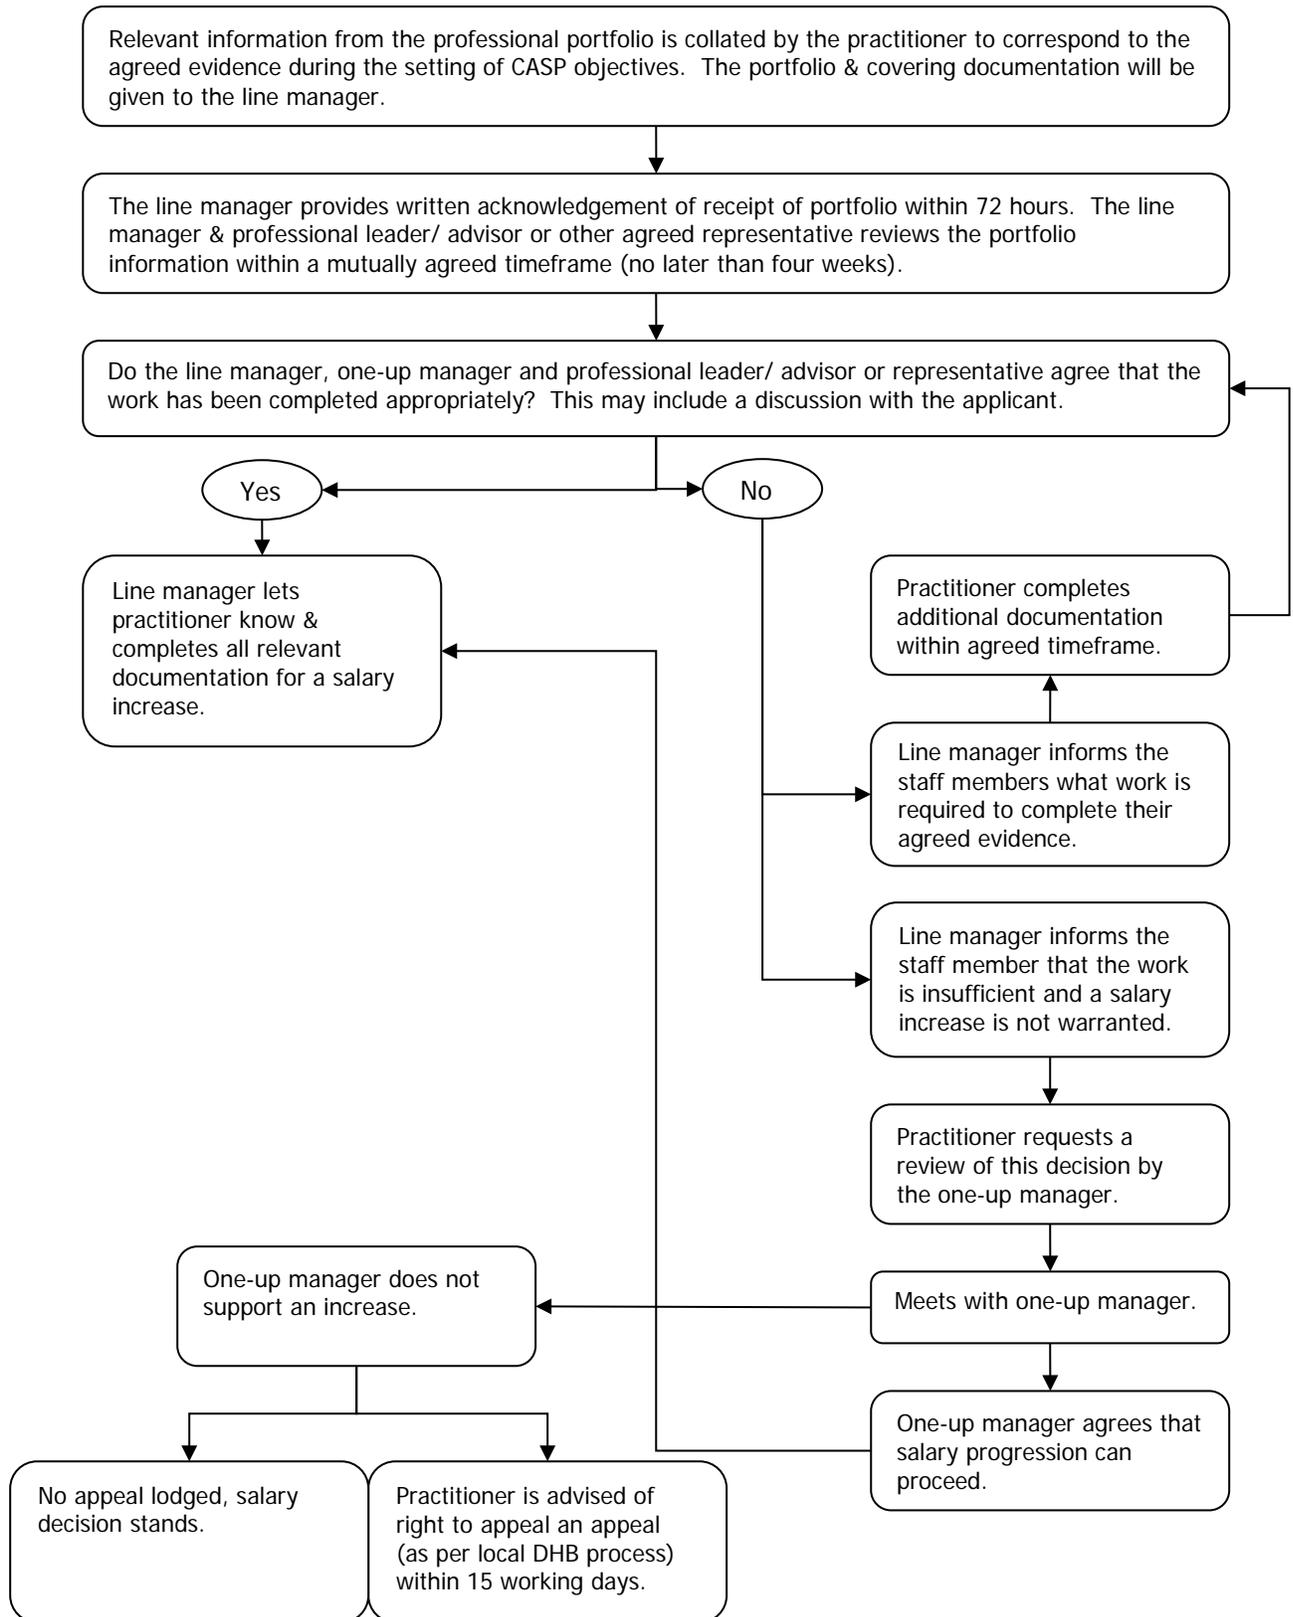 Relevant information from the professional portfolio is collated by the practitioner to correspond to the
agreed evidence during the setting of CASP objectives. The portfolio & covering documentation will be
given to the line manager.
The line manager provides written acknowledgement of receipt of portfolio within 72 hours. The line
manager & professional leader/ advisor or other agreed representative reviews the portfolio
information within a mutually agreed timeframe (no later than four weeks).
Do the line manager, one-up manager and professional leader/ advisor or representative agree that the
work has been completed appropriately? This may include a discussion with the applicant.
Yes
No
Line manager lets
practitioner know &
completes all relevant
documentation for a salary
increase.
Practitioner completes
additional documentation
within agreed timeframe.
Line manager informs the
staff members what work is
required to complete their
agreed evidence.
Line manager informs the
staff member that the work
is insufficient and a salary
increase is not warranted.
Practitioner requests a
review of this decision by
the one-up manager.
Meets with one-up manager.
One-up manager does not
support an increase.
One-up manager agrees that
salary progression can
proceed.
No appeal lodged, salary
decision stands.
Practitioner is advised of
right to appeal an appeal
(as per local DHB process)
within 15 working days.